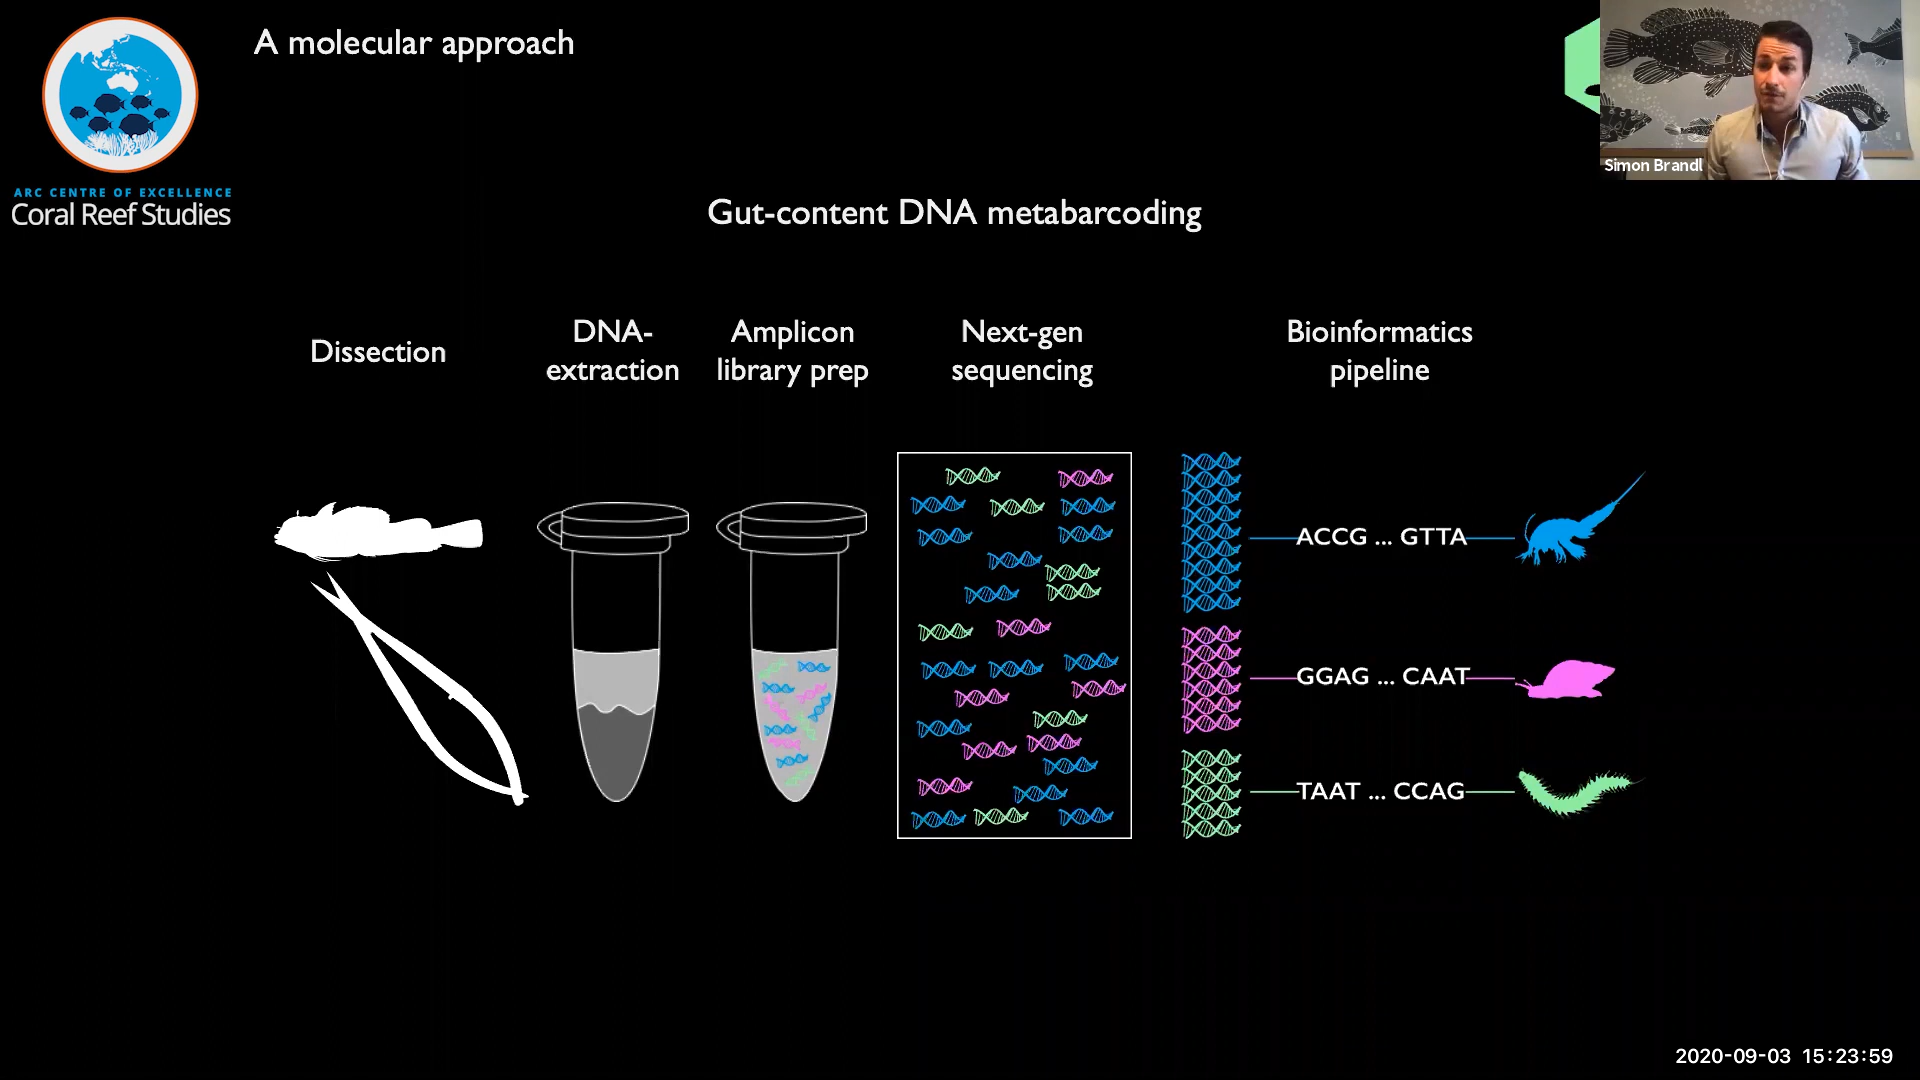 A molecular approach
ARC CENTRE OF EXCELLENCE
Coral Reef Studies
Simon Brandl
Gut-content DNA metabarcoding
Dissection
DNA-
extraction
Amplicon
library prep
Next-gen
sequencing
Bioinformatics
pipeline
ACCG ... GTTA
GGAG ... CAAT
TAAT ... CCAG
2020-09-03 15:23:59